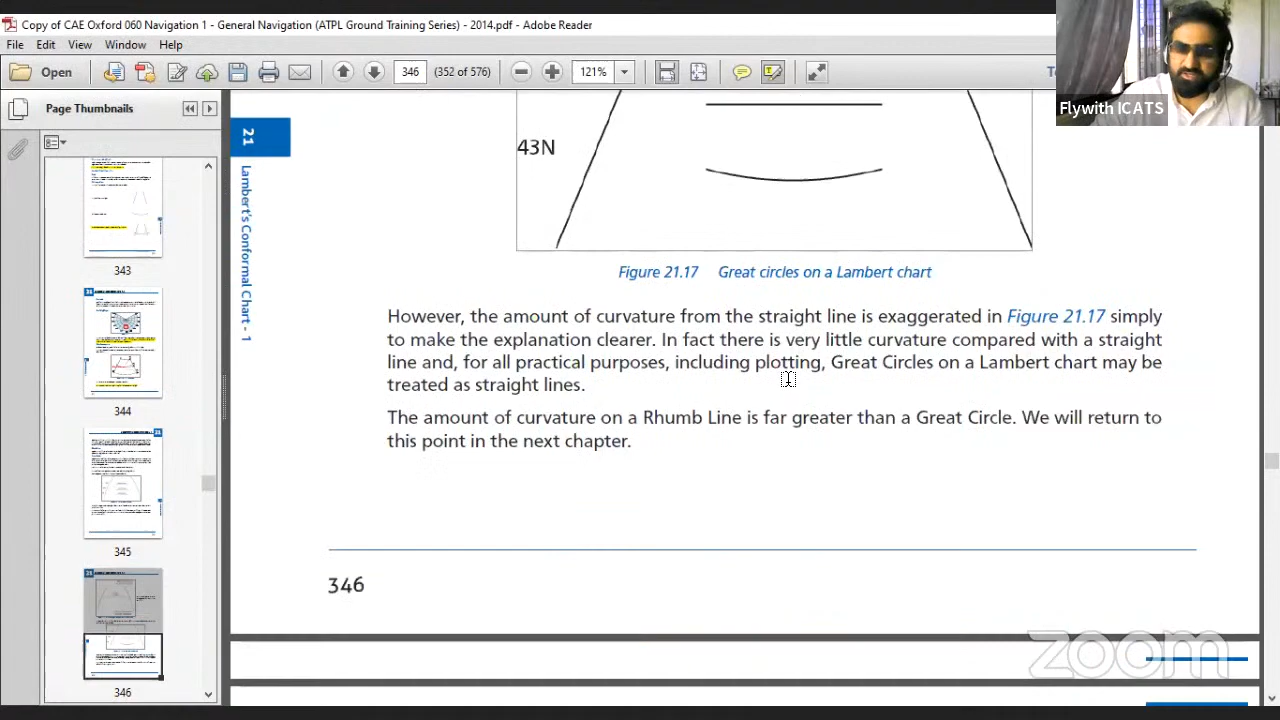 Copy of CAE Oxford 060 Navigation 1 - General Navigation (ATPL Ground Training Series) - 2014.pdf - Adobe Reader
File Edit View Window Help
Open 346 (352 of 576) 121%
Flywith ICATS
Page Thumbnails
343
344
345
346
21
Lambert's Conformal Chart - 1
43N
Figure 21.17 Great circles on a Lambert chart
However, the amount of curvature from the straight line is exaggerated in Figure 21.17 simply
to make the explanation clearer. In fact there is very little curvature compared with a straight
line and, for all practical purposes, including plotting, Great Circles on a Lambert chart may be
treated as straight lines.
The amount of curvature on a Rhumb Line is far greater than a Great Circle. We will return to
this point in the next chapter.
346
zoom